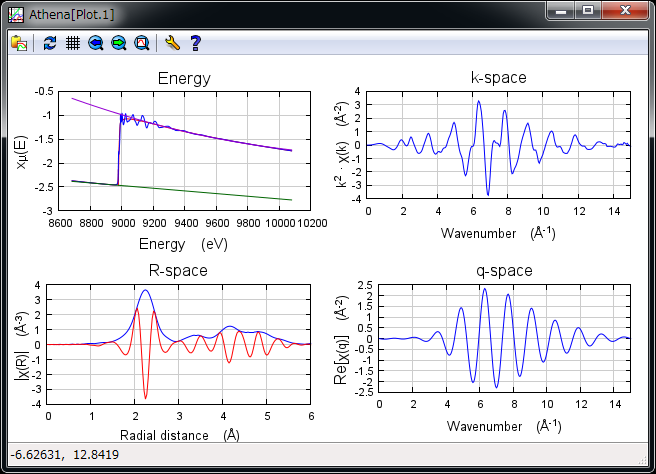 Athena[Plot.1]
Energy
xμ(E)
-0.5
-1
-1.5
-2
-2.5
-3
8600 8800 9000 9200 9400 9600 9800 10000 10200
Energy (eV)
k-space
k² · χ(k) (Å⁻²)
4
3
2
1
0
-1
-2
-3
-4
0 2 4 6 8 10 12 14
Wavenumber (Å⁻¹)
R-space
|χ(R)| (Å⁻³)
4
3
2
1
0
-1
-2
-3
-4
0 1 2 3 4 5 6
Radial distance (Å)
q-space
Re[χ(q)] (Å⁻²)
2.5
2
1.5
1
0.5
0
-0.5
-1
-1.5
-2
-2.5
0 2 4 6 8 10 12 14
Wavenumber (Å⁻¹)
-6.62631, 12.8419